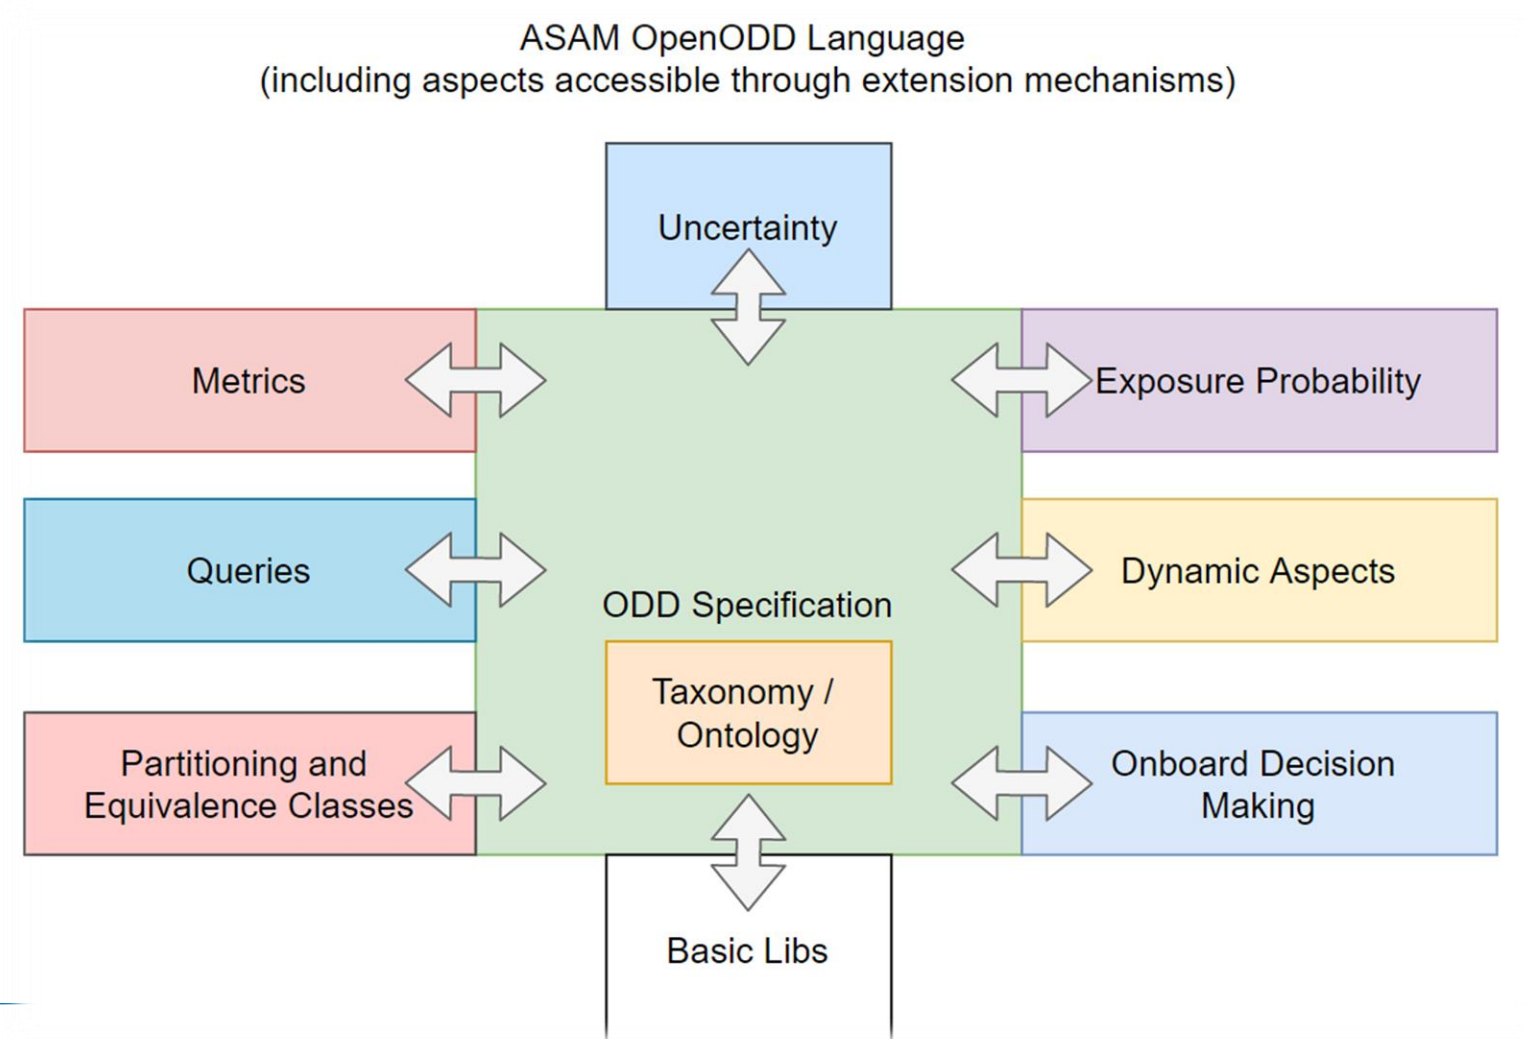 ASAM OpenODD Language
(including aspects accessible through extension mechanisms)
Uncertainty
Metrics
Exposure Probability
Queries
Dynamic Aspects
ODD Specification
Taxonomy /
Ontology
Partitioning and
Equivalence Classes
Onboard Decision
Making
Basic Libs